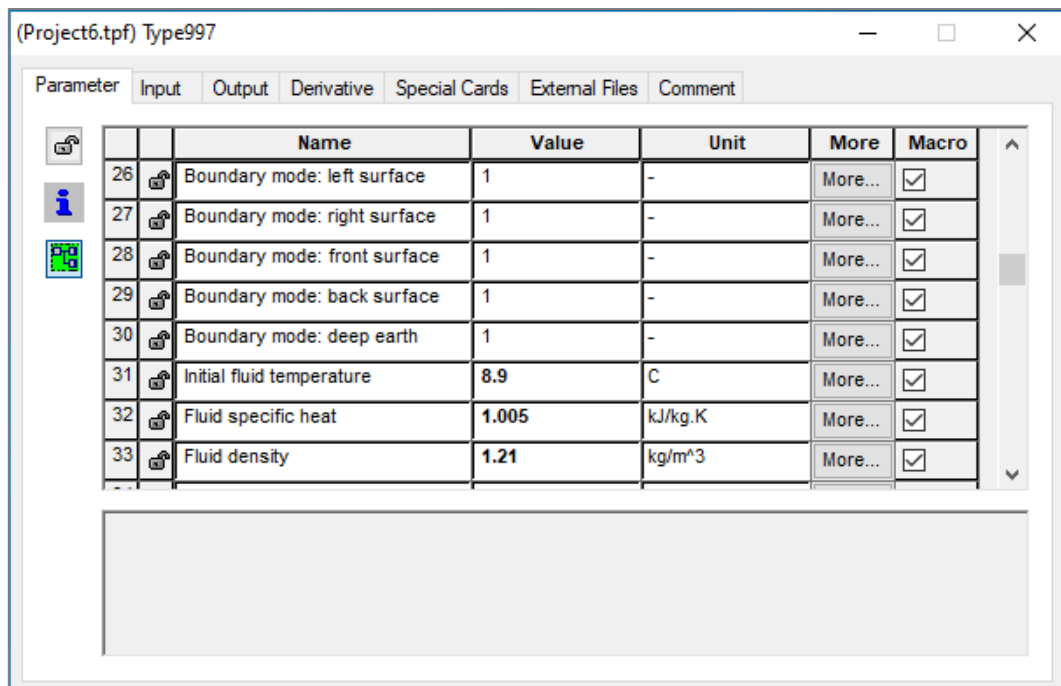 (Project6.tpf) Type997
Parameter Input Output Derivative Special Cards External Files Comment
Name Value Unit More Macro
26 Boundary mode: left surface 1 - More...
27 Boundary mode: right surface 1 - More...
28 Boundary mode: front surface 1 - More...
29 Boundary mode: back surface 1 - More...
30 Boundary mode: deep earth 1 - More...
31 Initial fluid temperature 8.9 C More...
32 Fluid specific heat 1.005 kJ/kg.K More...
33 Fluid density 1.21 kg/m^3 More...